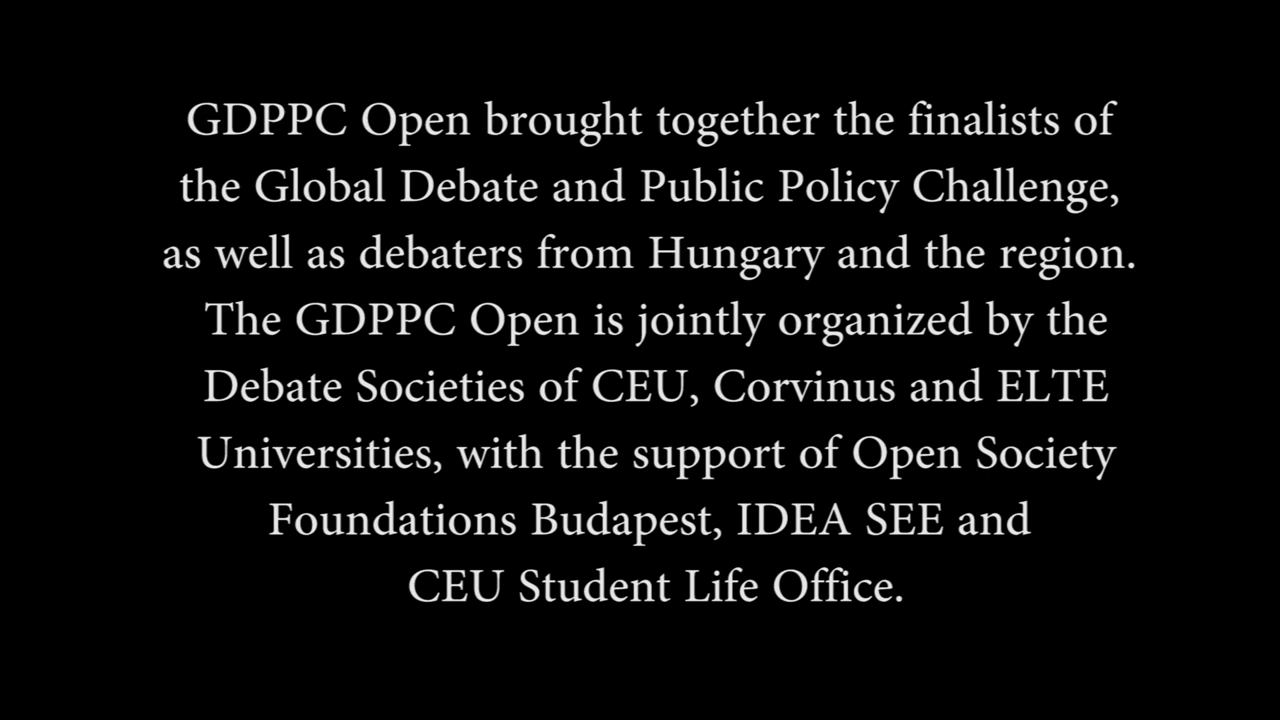 GDPPC Open brought together the finalists of
the Global Debate and Public Policy Challenge,
as well as debaters from Hungary and the region.
The GDPPC Open is jointly organized by the
Debate Societies of CEU, Corvinus and ELTE
Universities, with the support of Open Society
Foundations Budapest, IDEA SEE and
CEU Student Life Office.